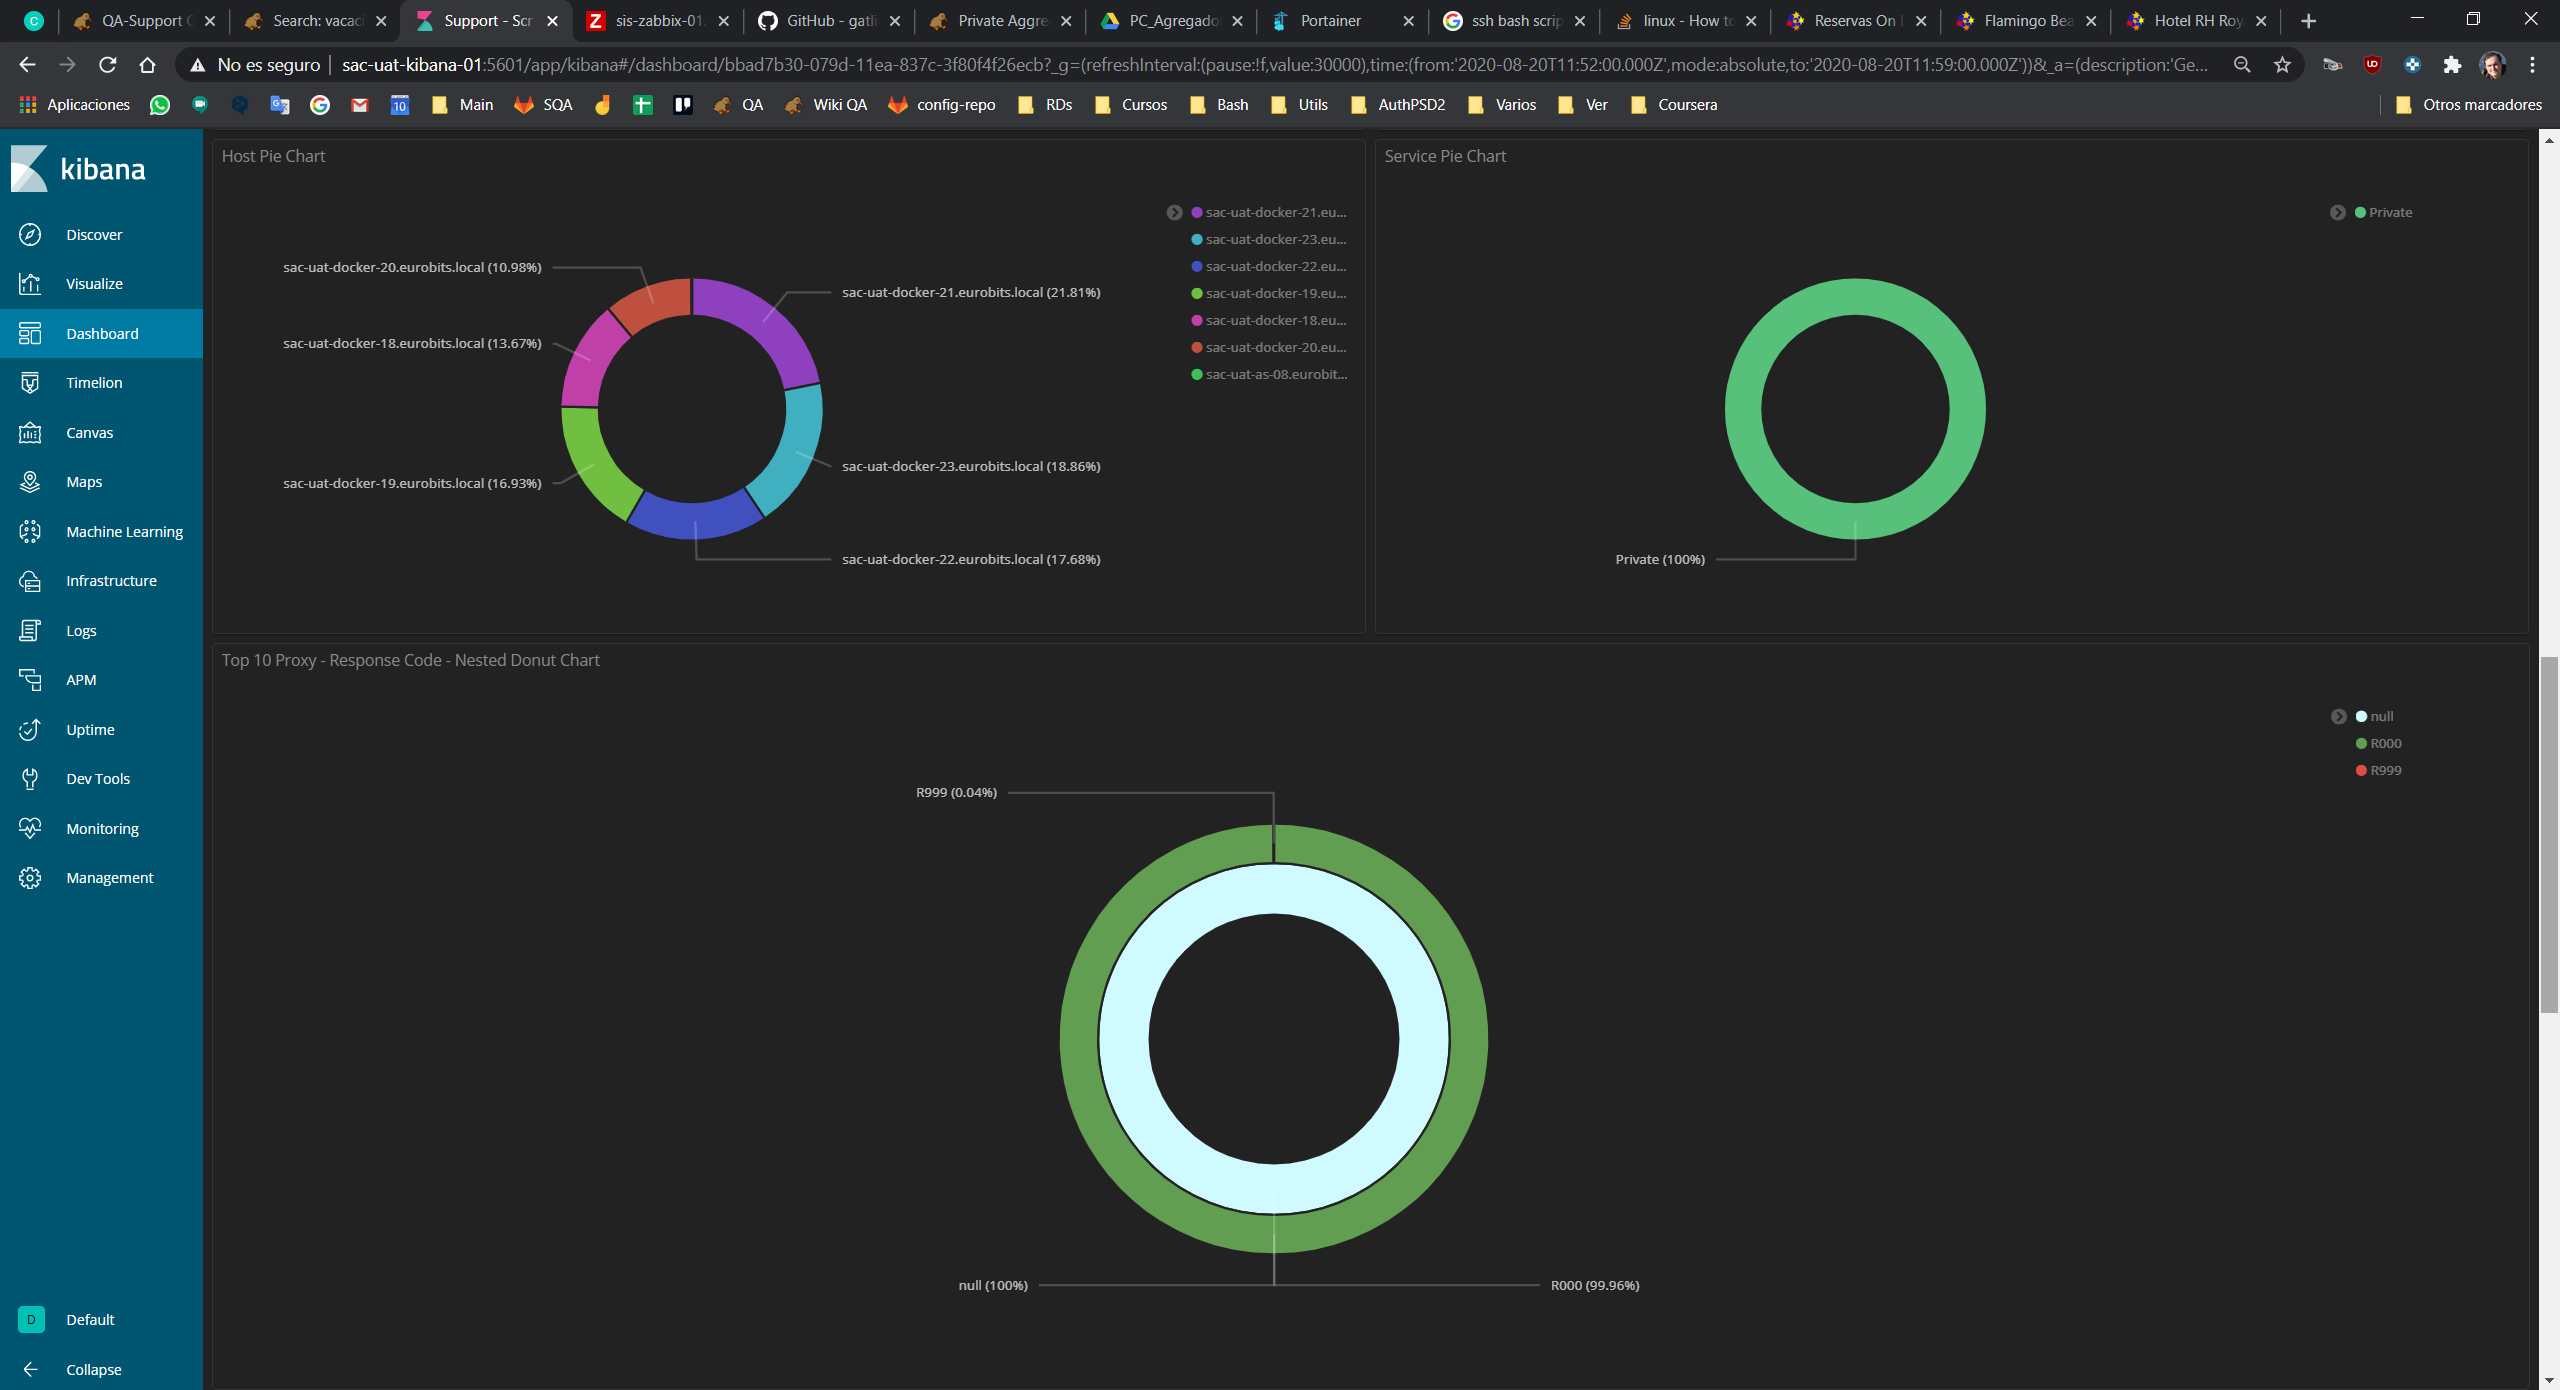 QA-Support
Search: vacac
Support - Scr
sis-zabbix-01.
GitHub - gatli
Private Aggre
PC_Agregado
Portainer
ssh bash scrip
linux - How to
Reservas On
Flamingo Bea
Hotel RH Roy
No es seguro | sac-uat-kibana-01:5601/app/kibana#/dashboard/bbad7b30-079d-11ea-837c-3f80f4f26ecb?_g=(refreshInterval:(pause:!f,value:30000),time:(from:'2020-08-20T11:52:00.000Z',mode:absolute,to:'2020-08-20T11:59:00.000Z'))&_a=(description:'Ge...
Aplicaciones
10
Main
SQA
QA
Wiki QA
config-repo
RDs
Cursos
Bash
Utils
AuthPSD2
Varios
Ver
Coursera
Otros marcadores
kibana
Discover
Visualize
Dashboard
Timelion
Canvas
Maps
Machine Learning
Infrastructure
Logs
APM
Uptime
Dev Tools
Monitoring
Management
D Default
Collapse
Host Pie Chart
sac-uat-docker-20.eurobits.local (10.98%)
sac-uat-docker-21.eurobits.local (21.81%)
sac-uat-docker-18.eurobits.local (13.67%)
sac-uat-docker-23.eurobits.local (18.86%)
sac-uat-docker-19.eurobits.local (16.93%)
sac-uat-docker-22.eurobits.local (17.68%)
sac-uat-docker-21.eu...
sac-uat-docker-23.eu...
sac-uat-docker-22.eu...
sac-uat-docker-19.eu...
sac-uat-docker-18.eu...
sac-uat-docker-20.eu...
sac-uat-as-08.eurobit...
Service Pie Chart
Private
Private (100%)
Top 10 Proxy - Response Code - Nested Donut Chart
null
R000
R999
R999 (0.04%)
null (100%)
R000 (99.96%)